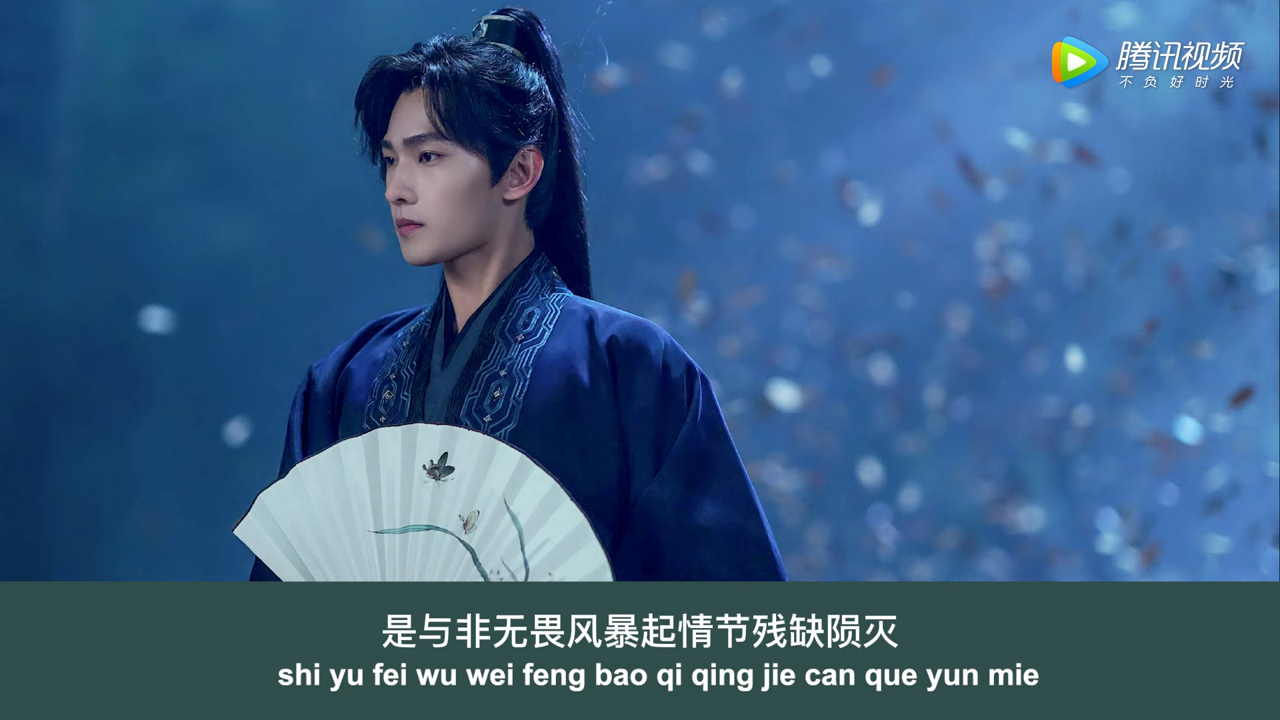 腾讯视频
不负好时光
是与非无畏风暴起情节残缺陨灭
shi yu fei wu wei feng bao qi qing jie can que yun mie